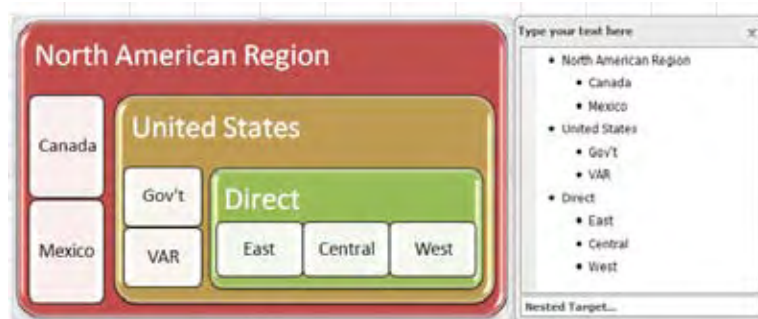 North American Region
Canada
Mexico
United States
Gov't
VAR
Direct
East
Central
West
Type your text here
x
• North American Region
• Canada
• Mexico
• United States
• Gov't
• VAR
• Direct
• East
• Central
• West
Nested Target...